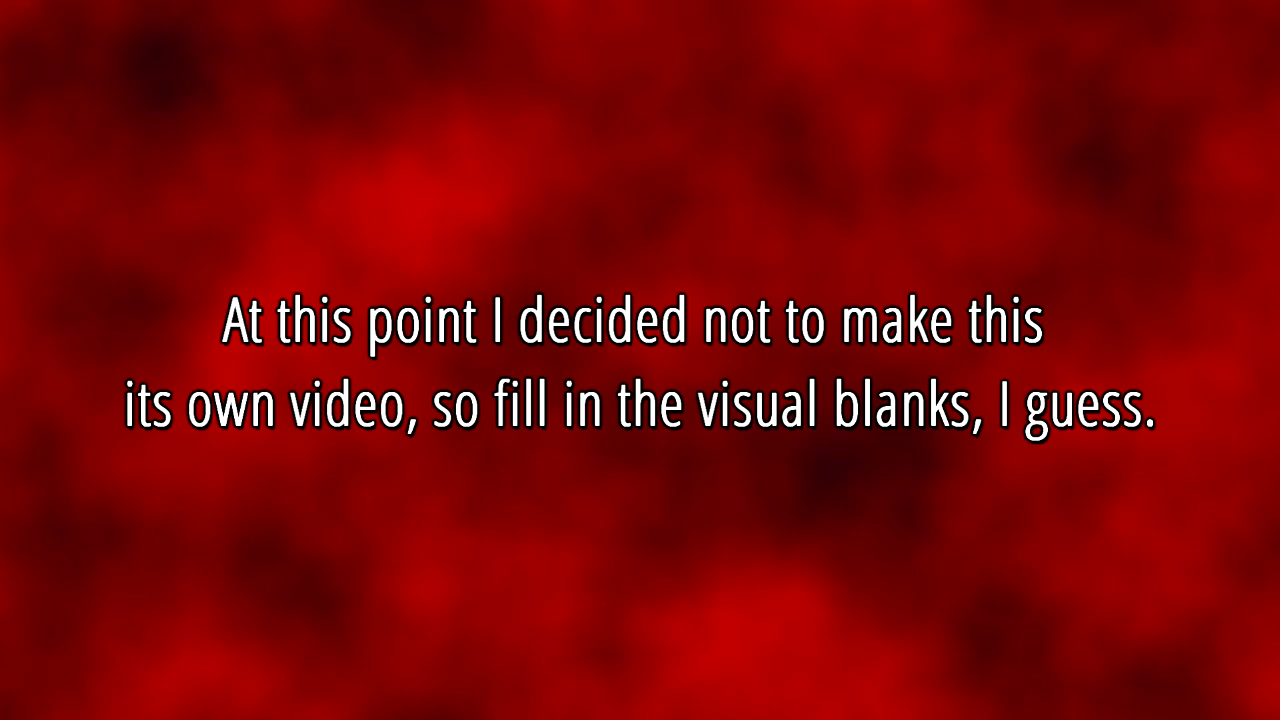 At this point I decided not to make this
its own video, so fill in the visual blanks, I guess.